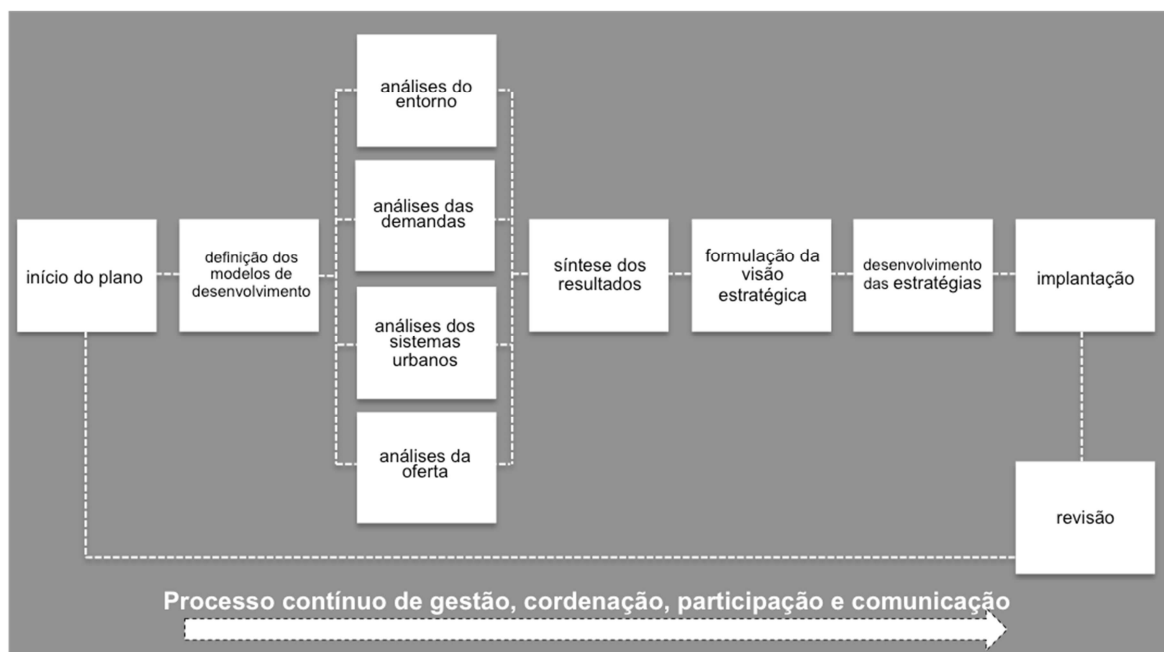 início do plano
definição dos
modelos de
desenvolvimento
análises do
entorno
análises das
demandas
análises dos
sistemas
urbanos
análises da
oferta
síntese dos
resultados
formulação da
visão
estratégica
desenvolvimento
das estratégias
implantação
revisão
Processo contínuo de gestão, cordenação, participação e comunicação